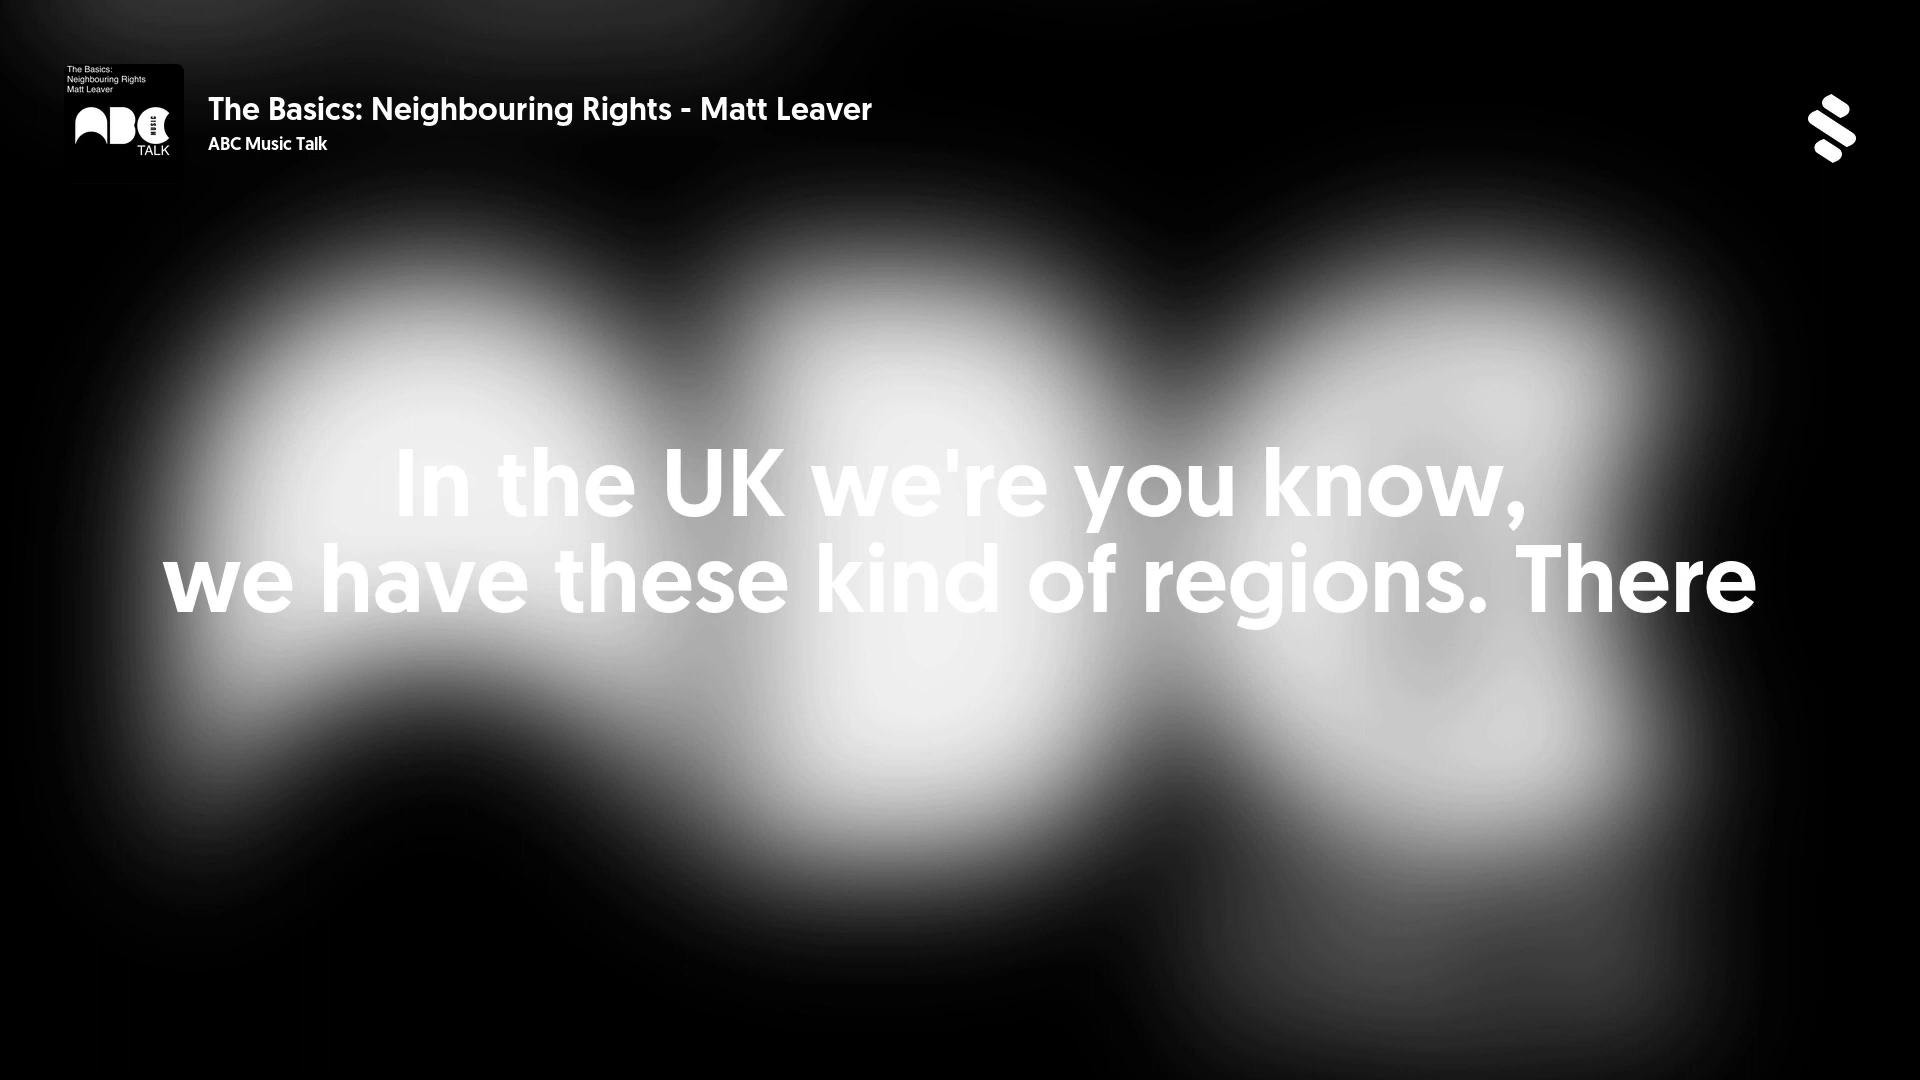 The Basics:
Neighbouring Rights
Matt Leaver
ABC
MUSIC
TALK
The Basics: Neighbouring Rights - Matt Leaver
ABC Music Talk
In the UK we're you know,
we have these kind of regions. There